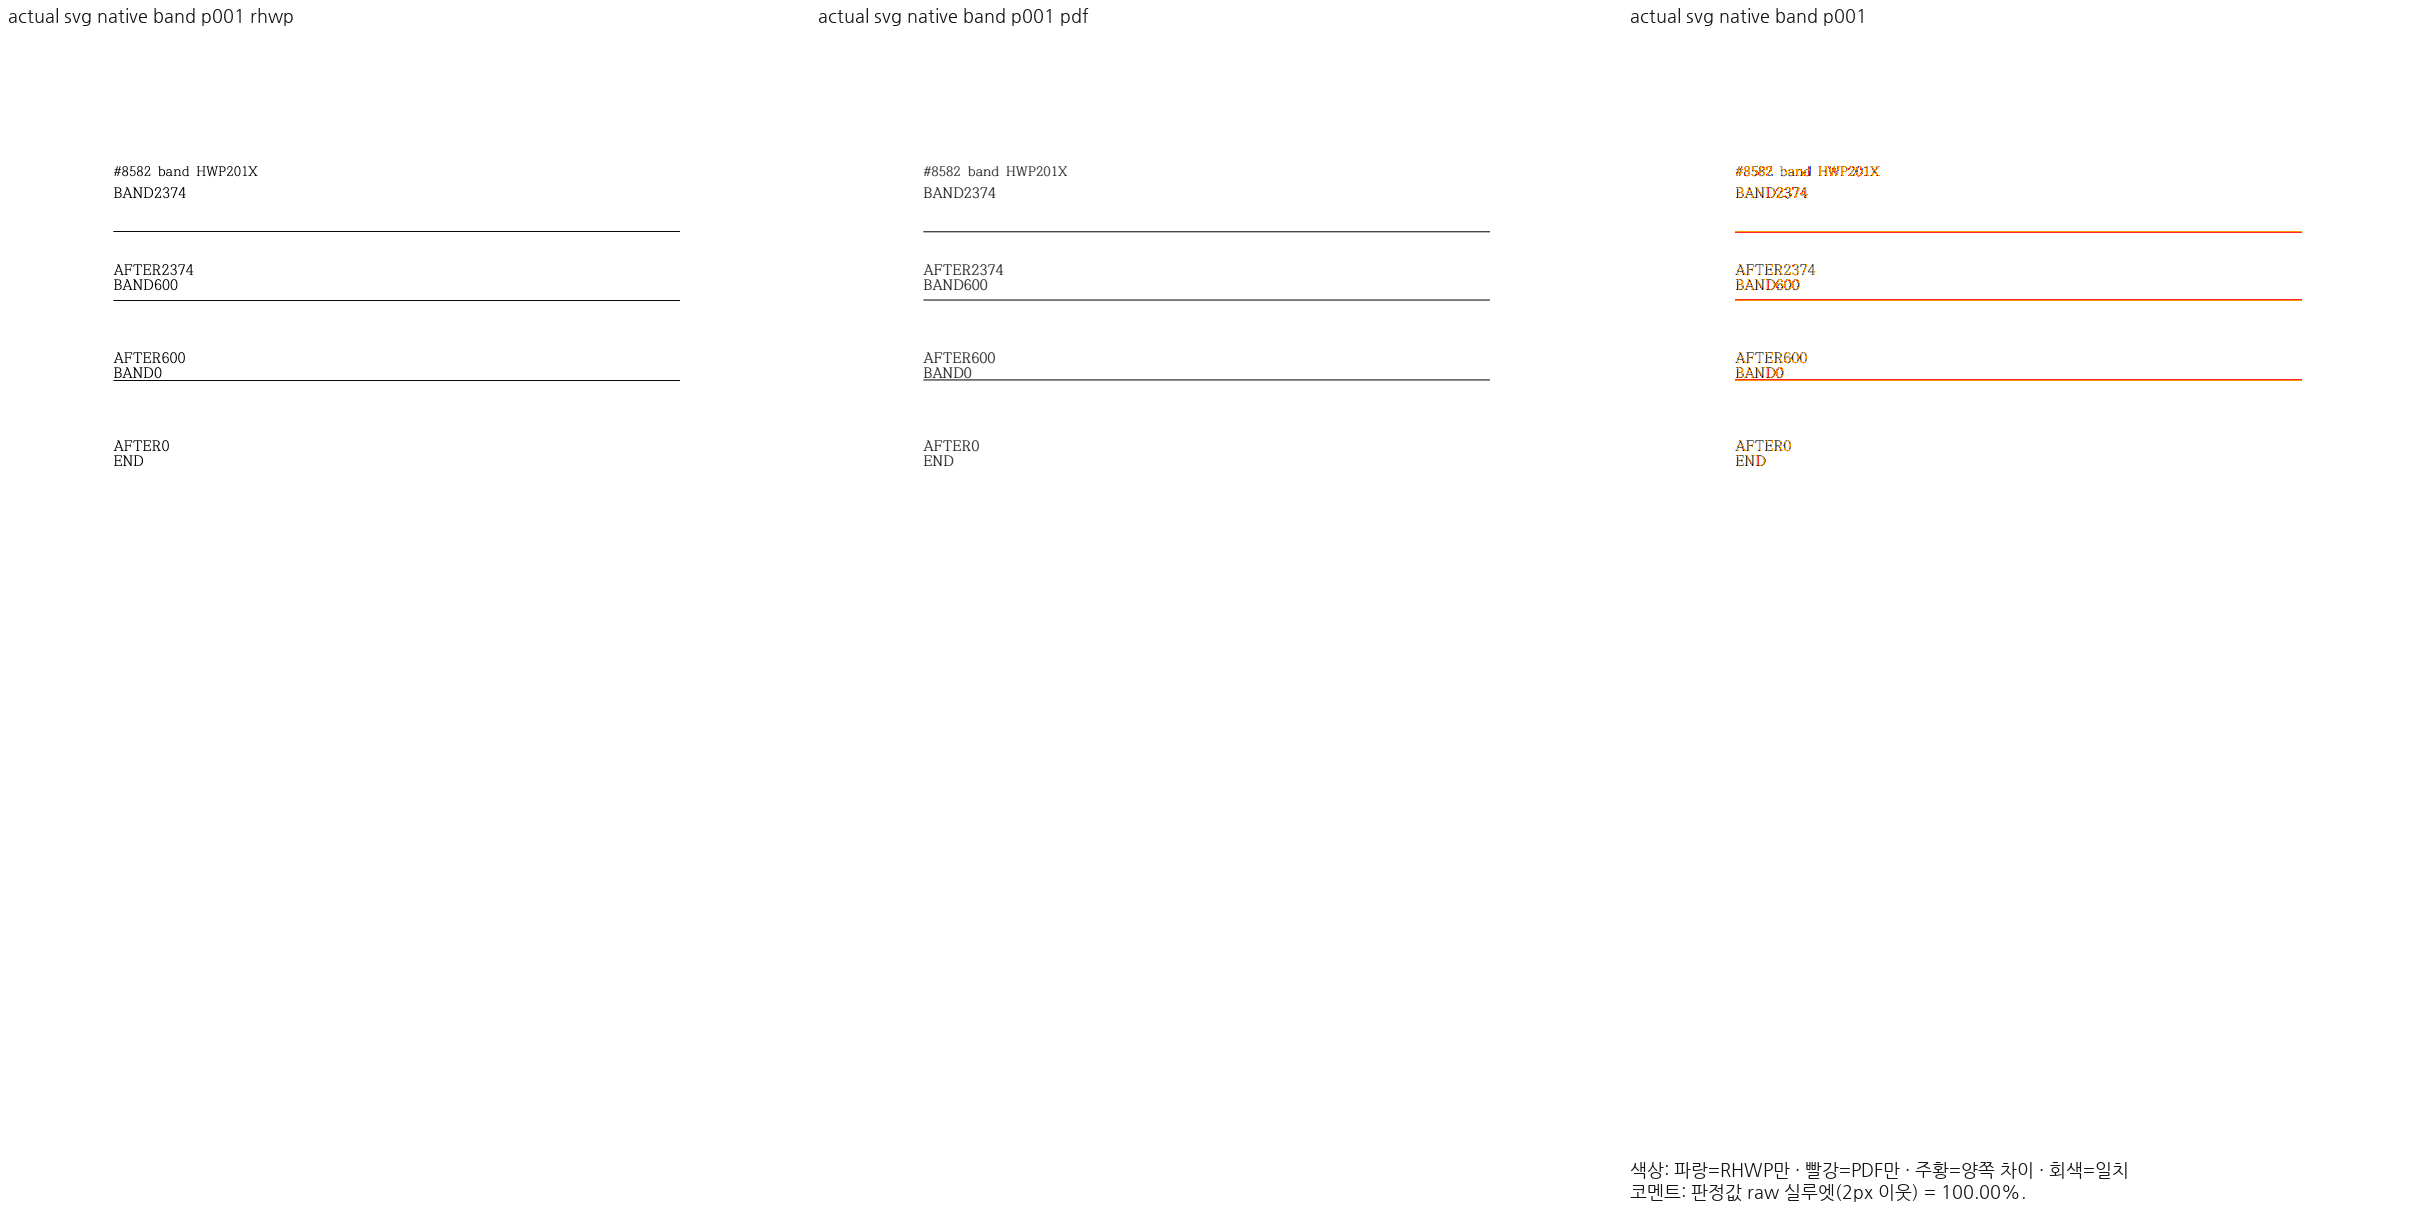 actual svg native band p001 rhwp
#8582 band HWP201X
BAND2374
AFTER2374
BAND600
AFTER600
BAND0
AFTER0
END
actual svg native band p001 pdf
#8582 band HWP201X
BAND2374
AFTER2374
BAND600
AFTER600
BAND0
AFTER0
END
actual svg native band p001
#8582 band HWP201X
BAND2374
AFTER2374
BAND600
AFTER600
BAND0
AFTER0
END
색상: 파랑=RHWP만 · 빨강=PDF만 · 주황=양쪽 차이 · 회색=일치
코멘트: 판정값 raw 실루엣(2px 이웃) = 100.00%.